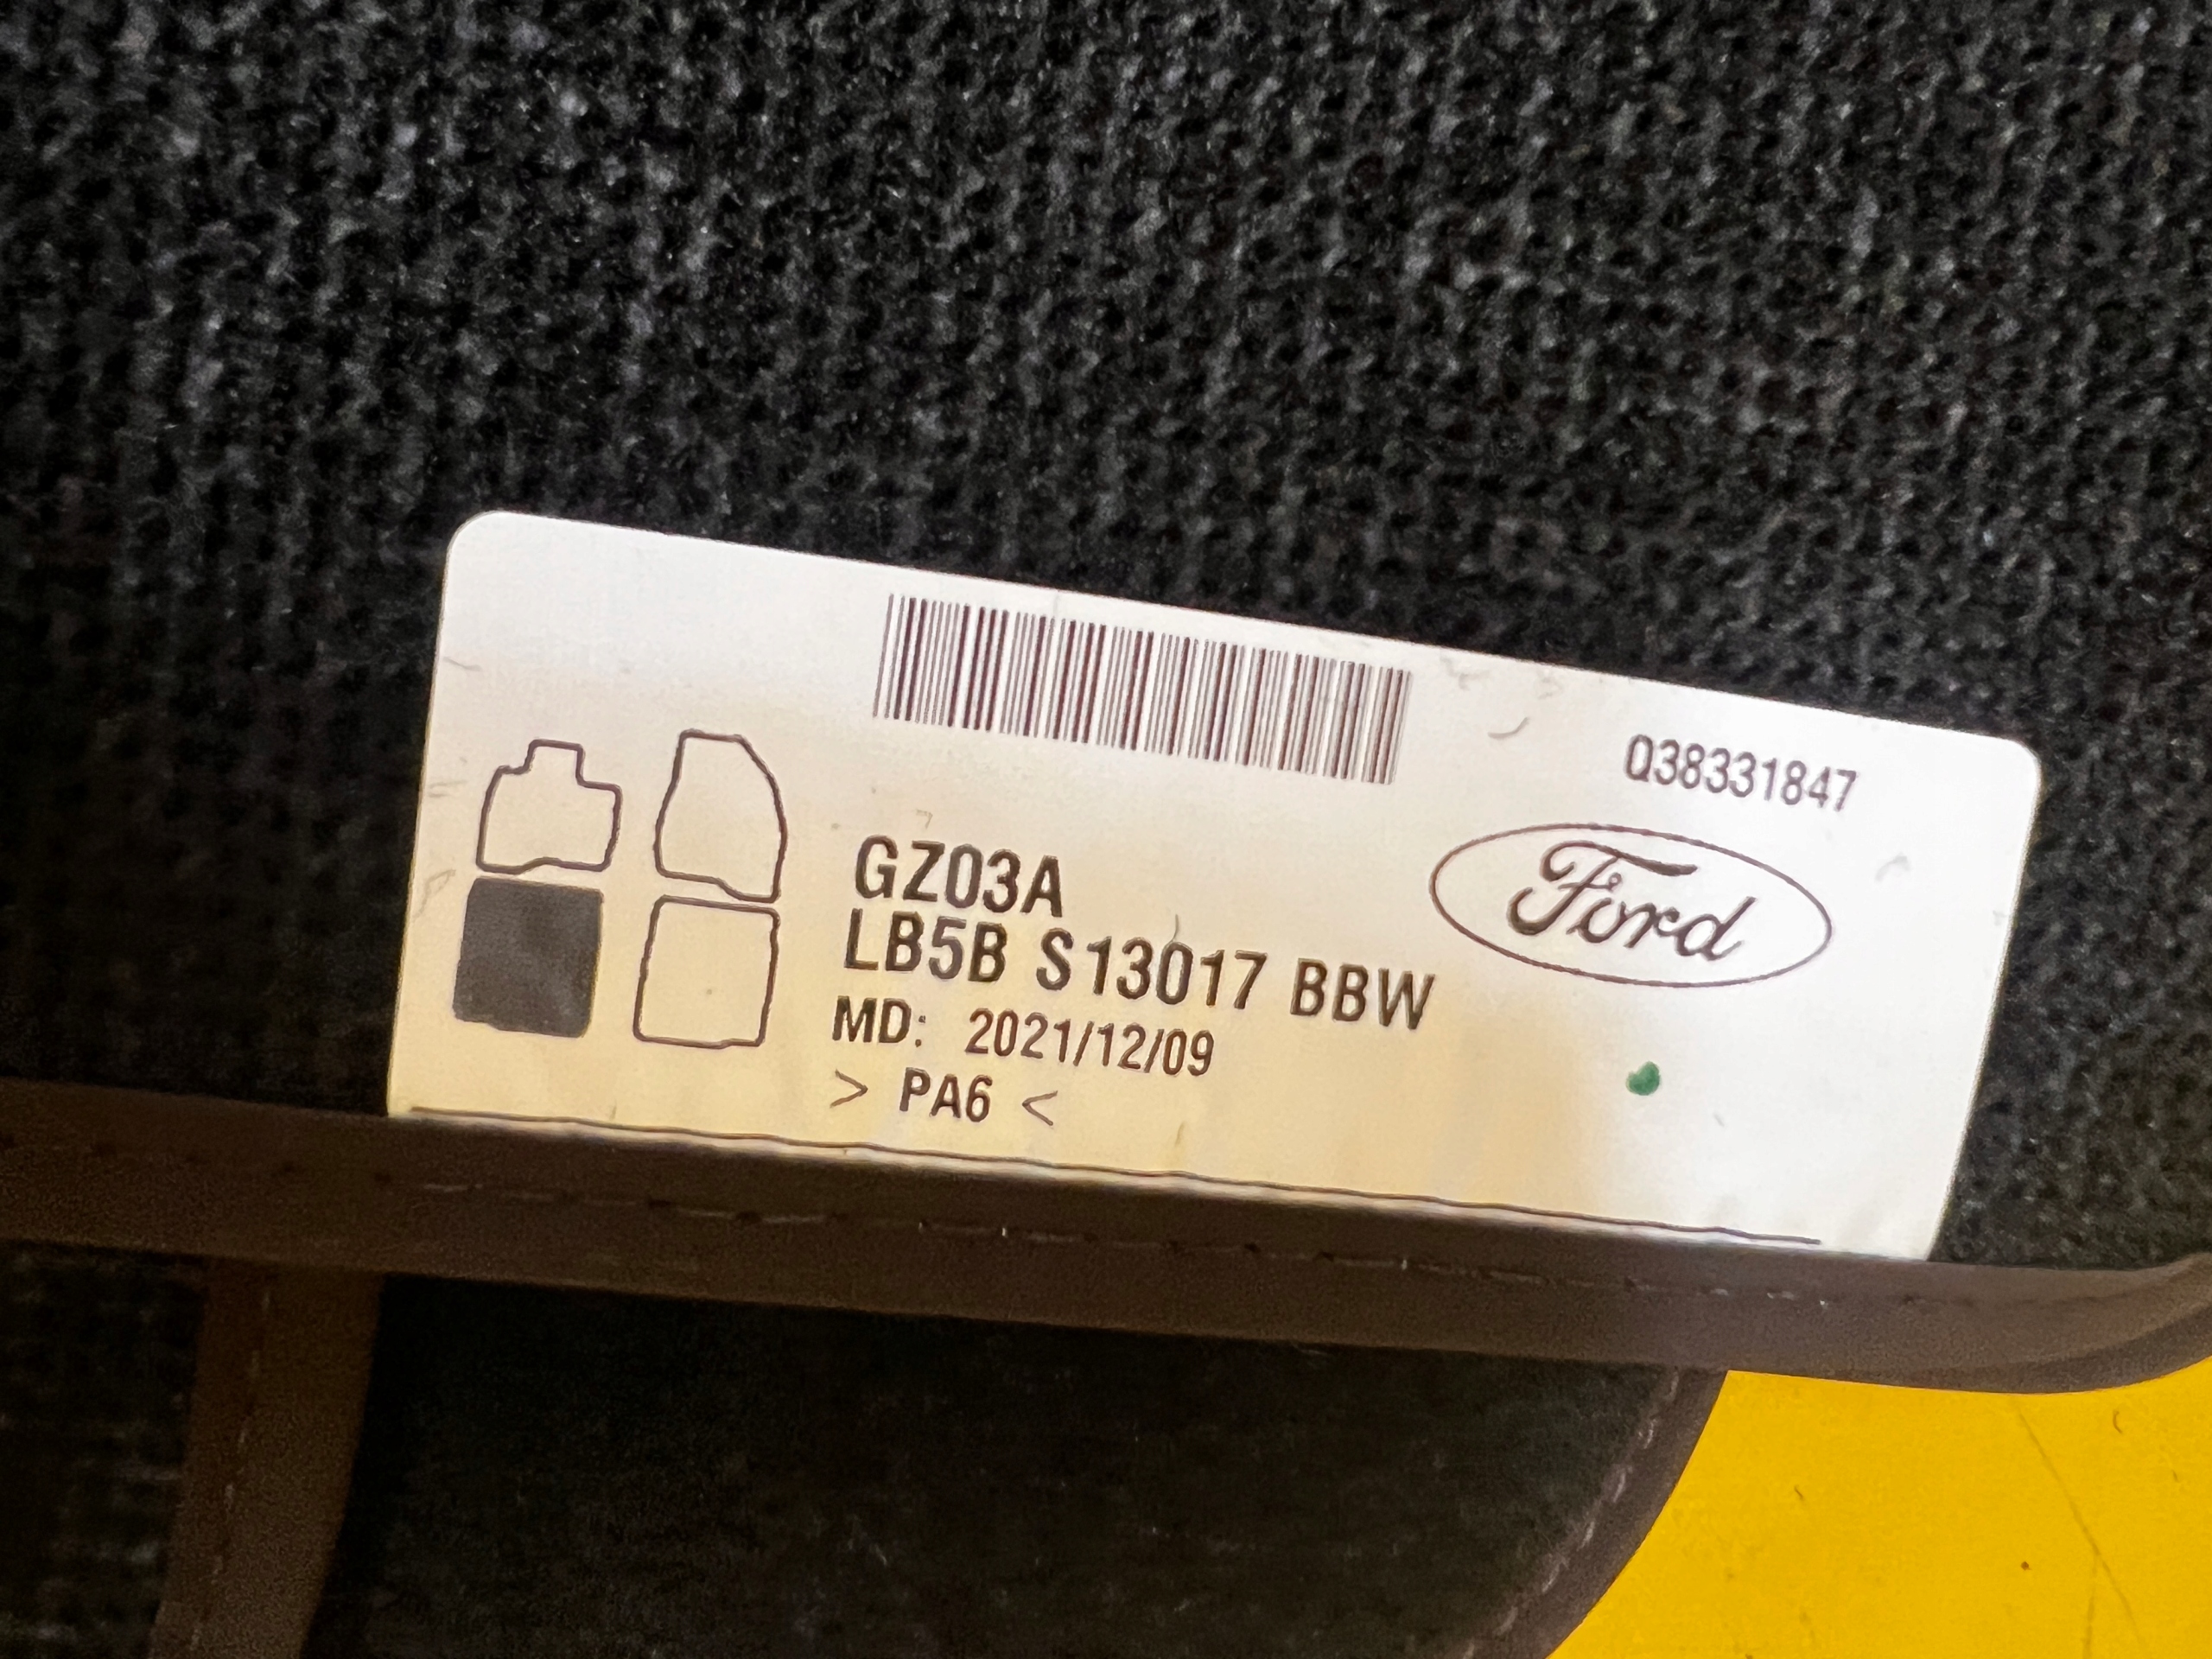 Q38331847
GZ03A
Ford
LB5B S13017 BBW
MD: 2021/12/09
> PA6 <